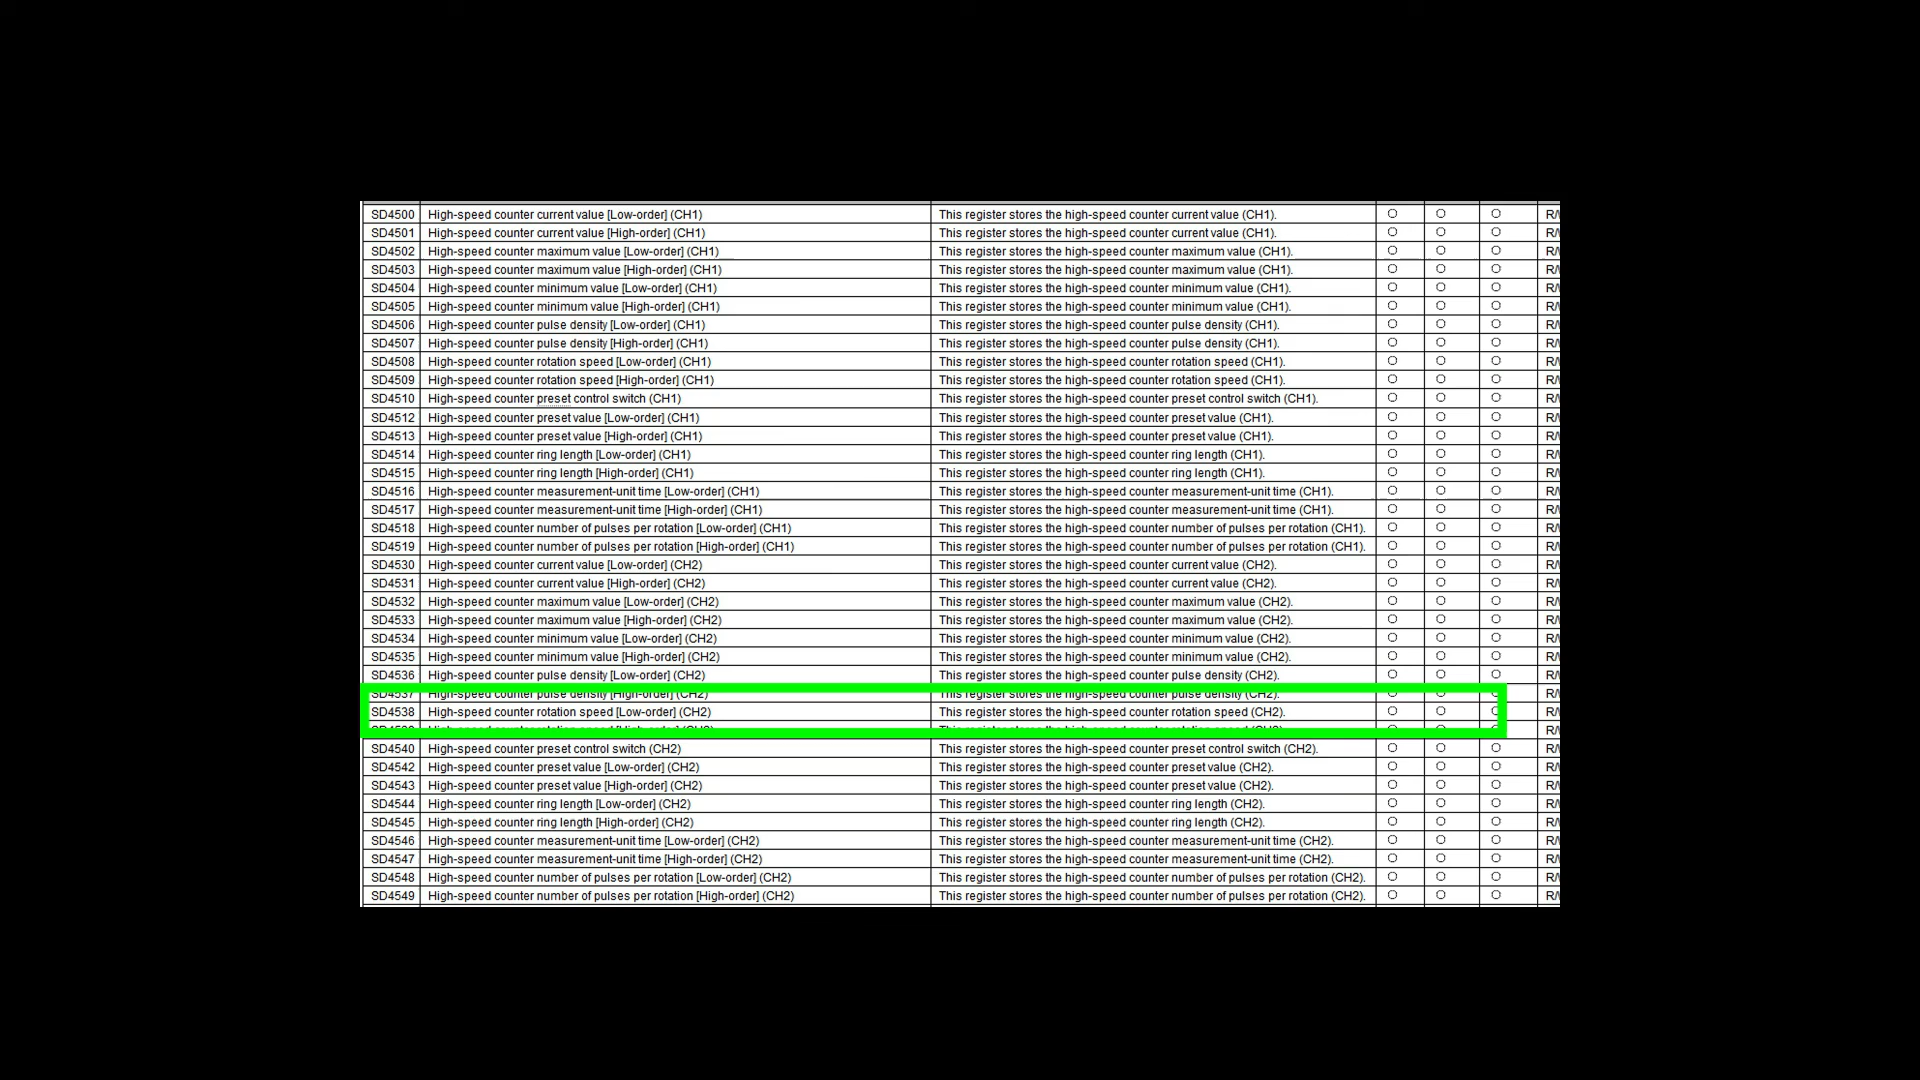 SD4500 High-speed counter current value [Low-order] (CH1) This register stores the high-speed counter current value (CH1). R/
SD4501 High-speed counter current value [High-order] (CH1) This register stores the high-speed counter current value (CH1). R/
SD4502 High-speed counter maximum value [Low-order] (CH1) This register stores the high-speed counter maximum value (CH1). R/
SD4503 High-speed counter maximum value [High-order] (CH1) This register stores the high-speed counter maximum value (CH1). R/
SD4504 High-speed counter minimum value [Low-order] (CH1) This register stores the high-speed counter minimum value (CH1). R/
SD4505 High-speed counter minimum value [High-order] (CH1) This register stores the high-speed counter minimum value (CH1). R/
SD4506 High-speed counter pulse density [Low-order] (CH1) This register stores the high-speed counter pulse density (CH1). R/
SD4507 High-speed counter pulse density [High-order] (CH1) This register stores the high-speed counter pulse density (CH1). R/
SD4508 High-speed counter rotation speed [Low-order] (CH1) This register stores the high-speed counter rotation speed (CH1). R/
SD4509 High-speed counter rotation speed [High-order] (CH1) This register stores the high-speed counter rotation speed (CH1). R/
SD4510 High-speed counter preset control switch (CH1) This register stores the high-speed counter preset control switch (CH1). R/
SD4512 High-speed counter preset value [Low-order] (CH1) This register stores the high-speed counter preset value (CH1). R/
SD4513 High-speed counter preset value [High-order] (CH1) This register stores the high-speed counter preset value (CH1). R/
SD4514 High-speed counter ring length [Low-order] (CH1) This register stores the high-speed counter ring length (CH1). R/
SD4515 High-speed counter ring length [High-order] (CH1) This register stores the high-speed counter ring length (CH1). R/
SD4516 High-speed counter measurement-unit time [Low-order] (CH1) This register stores the high-speed counter measurement-unit time (CH1). R/
SD4517 High-speed counter measurement-unit time [High-order] (CH1) This register stores the high-speed counter measurement-unit time (CH1). R/
SD4518 High-speed counter number of pulses per rotation [Low-order] (CH1) This register stores the high-speed counter number of pulses per rotation (CH1). R/
SD4519 High-speed counter number of pulses per rotation [High-order] (CH1) This register stores the high-speed counter number of pulses per rotation (CH1). R/
SD4530 High-speed counter current value [Low-order] (CH2) This register stores the high-speed counter current value (CH2). R/
SD4531 High-speed counter current value [High-order] (CH2) This register stores the high-speed counter current value (CH2). R/
SD4532 High-speed counter maximum value [Low-order] (CH2) This register stores the high-speed counter maximum value (CH2). R/
SD4533 High-speed counter maximum value [High-order] (CH2) This register stores the high-speed counter maximum value (CH2). R/
SD4534 High-speed counter minimum value [Low-order] (CH2) This register stores the high-speed counter minimum value (CH2). R/
SD4535 High-speed counter minimum value [High-order] (CH2) This register stores the high-speed counter minimum value (CH2). R/
SD4536 High-speed counter pulse density [Low-order] (CH2) This register stores the high-speed counter pulse density (CH2). R/
SD4537 High-speed counter pulse density [High-order] (CH2) This register stores the high-speed counter pulse density (CH2). R/
SD4538 High-speed counter rotation speed [Low-order] (CH2) This register stores the high-speed counter rotation speed (CH2). R/
R/
SD4540 High-speed counter preset control switch (CH2) This register stores the high-speed counter preset control switch (CH2). R/
SD4542 High-speed counter preset value [Low-order] (CH2) This register stores the high-speed counter preset value (CH2). R/
SD4543 High-speed counter preset value [High-order] (CH2) This register stores the high-speed counter preset value (CH2). R/
SD4544 High-speed counter ring length [Low-order] (CH2) This register stores the high-speed counter ring length (CH2). R/
SD4545 High-speed counter ring length [High-order] (CH2) This register stores the high-speed counter ring length (CH2). R/
SD4546 High-speed counter measurement-unit time [Low-order] (CH2) This register stores the high-speed counter measurement-unit time (CH2). R/
SD4547 High-speed counter measurement-unit time [High-order] (CH2) This register stores the high-speed counter measurement-unit time (CH2). R/
SD4548 High-speed counter number of pulses per rotation [Low-order] (CH2) This register stores the high-speed counter number of pulses per rotation (CH2). R/
SD4549 High-speed counter number of pulses per rotation [High-order] (CH2) This register stores the high-speed counter number of pulses per rotation (CH2). R/